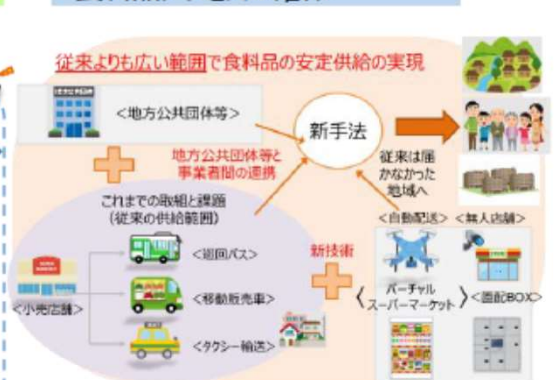 従来よりも広い範囲で食料品の安定供給の実現
<地方公共団体等>
新手法
地方公共団体等と
事業者間の連携
従来は届
かなかった
地域へ
これまでの取組と課題
(従来の供給範囲)
<自動配送>
<無人店舗>
<巡回バス>
新技術
バーチャル
スーパーマーケット
<宅配BOX>
<小売店舗>
<移動販売車>
<タクシー輸送>